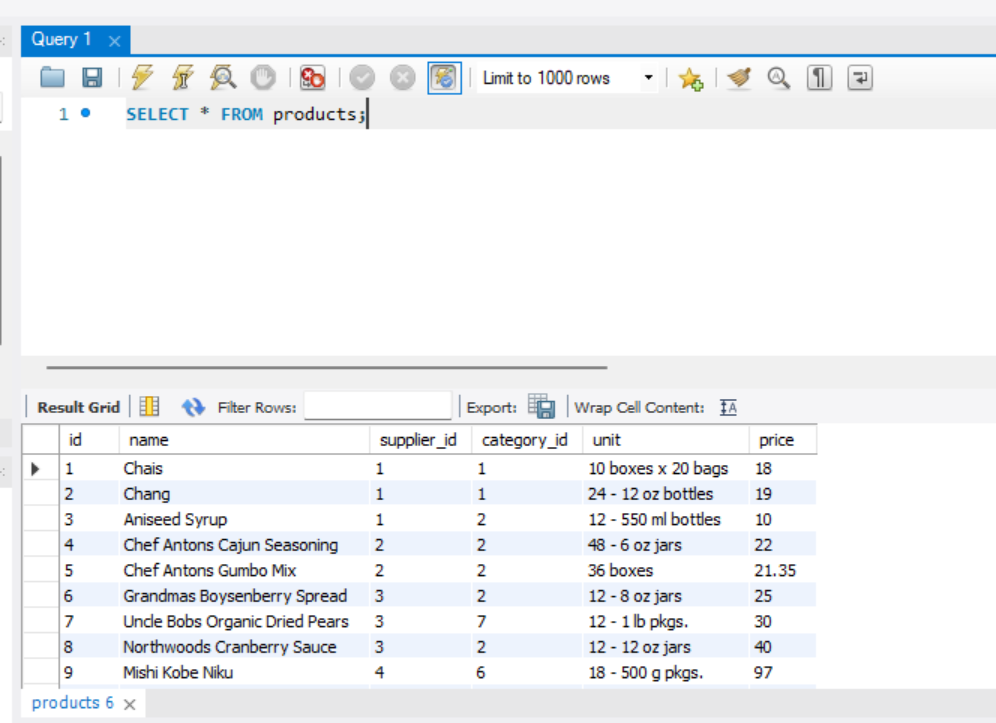 Query 1
Limit to 1000 rows
1 SELECT * FROM products;
Result Grid Filter Rows: Export: Wrap Cell Content:
id name supplier_id category_id unit price
1 Chais 1 1 10 boxes x 20 bags 18
2 Chang 1 1 24 - 12 oz bottles 19
3 Aniseed Syrup 1 2 12 - 550 ml bottles 10
4 Chef Antons Cajun Seasoning 2 2 48 - 6 oz jars 22
5 Chef Antons Gumbo Mix 2 2 36 boxes 21.35
6 Grandmas Boysenberry Spread 3 2 12 - 8 oz jars 25
7 Uncle Bobs Organic Dried Pears 3 7 12 - 1 lb pkgs. 30
8 Northwoods Cranberry Sauce 3 2 12 - 12 oz jars 40
9 Mishi Kobe Niku 4 6 18 - 500 g pkgs. 97
products 6